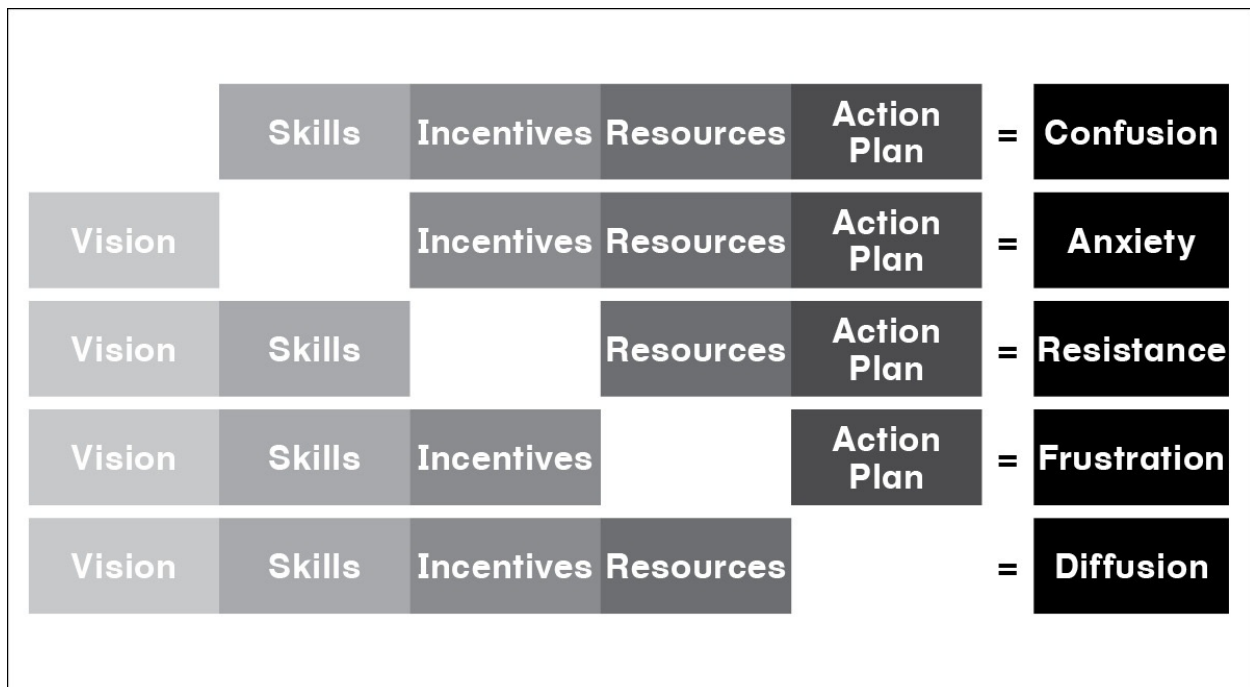 Skills Incentives Resources Action Plan = Confusion
Vision Incentives Resources Action Plan = Anxiety
Vision Skills Resources Action Plan = Resistance
Vision Skills Incentives Action Plan = Frustration
Vision Skills Incentives Resources = Diffusion